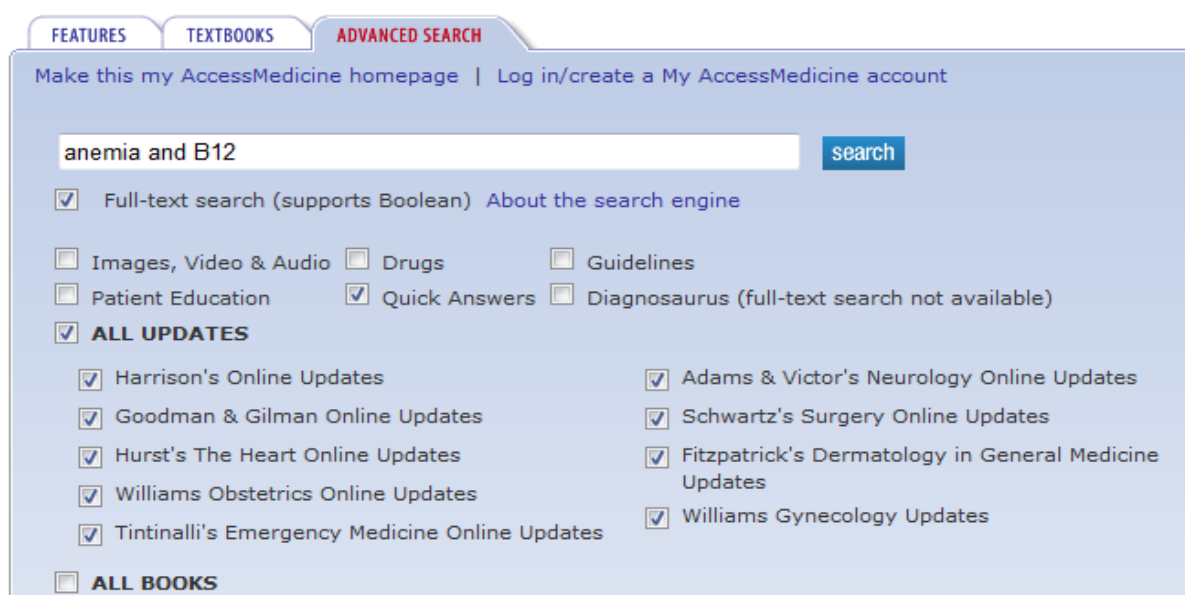 FEATURES TEXTBOOKS ADVANCED SEARCH
Make this my AccessMedicine homepage | Log in/create a My AccessMedicine account
anemia and B12 search
Full-text search (supports Boolean) About the search engine
Images, Video & Audio Drugs Guidelines
Patient Education Quick Answers Diagnosaurus (full-text search not available)
ALL UPDATES
Harrison's Online Updates
Goodman & Gilman Online Updates
Hurst's The Heart Online Updates
Williams Obstetrics Online Updates
Tintinalli's Emergency Medicine Online Updates
Adams & Victor's Neurology Online Updates
Schwartz's Surgery Online Updates
Fitzpatrick's Dermatology in General Medicine
Updates
Williams Gynecology Updates
ALL BOOKS